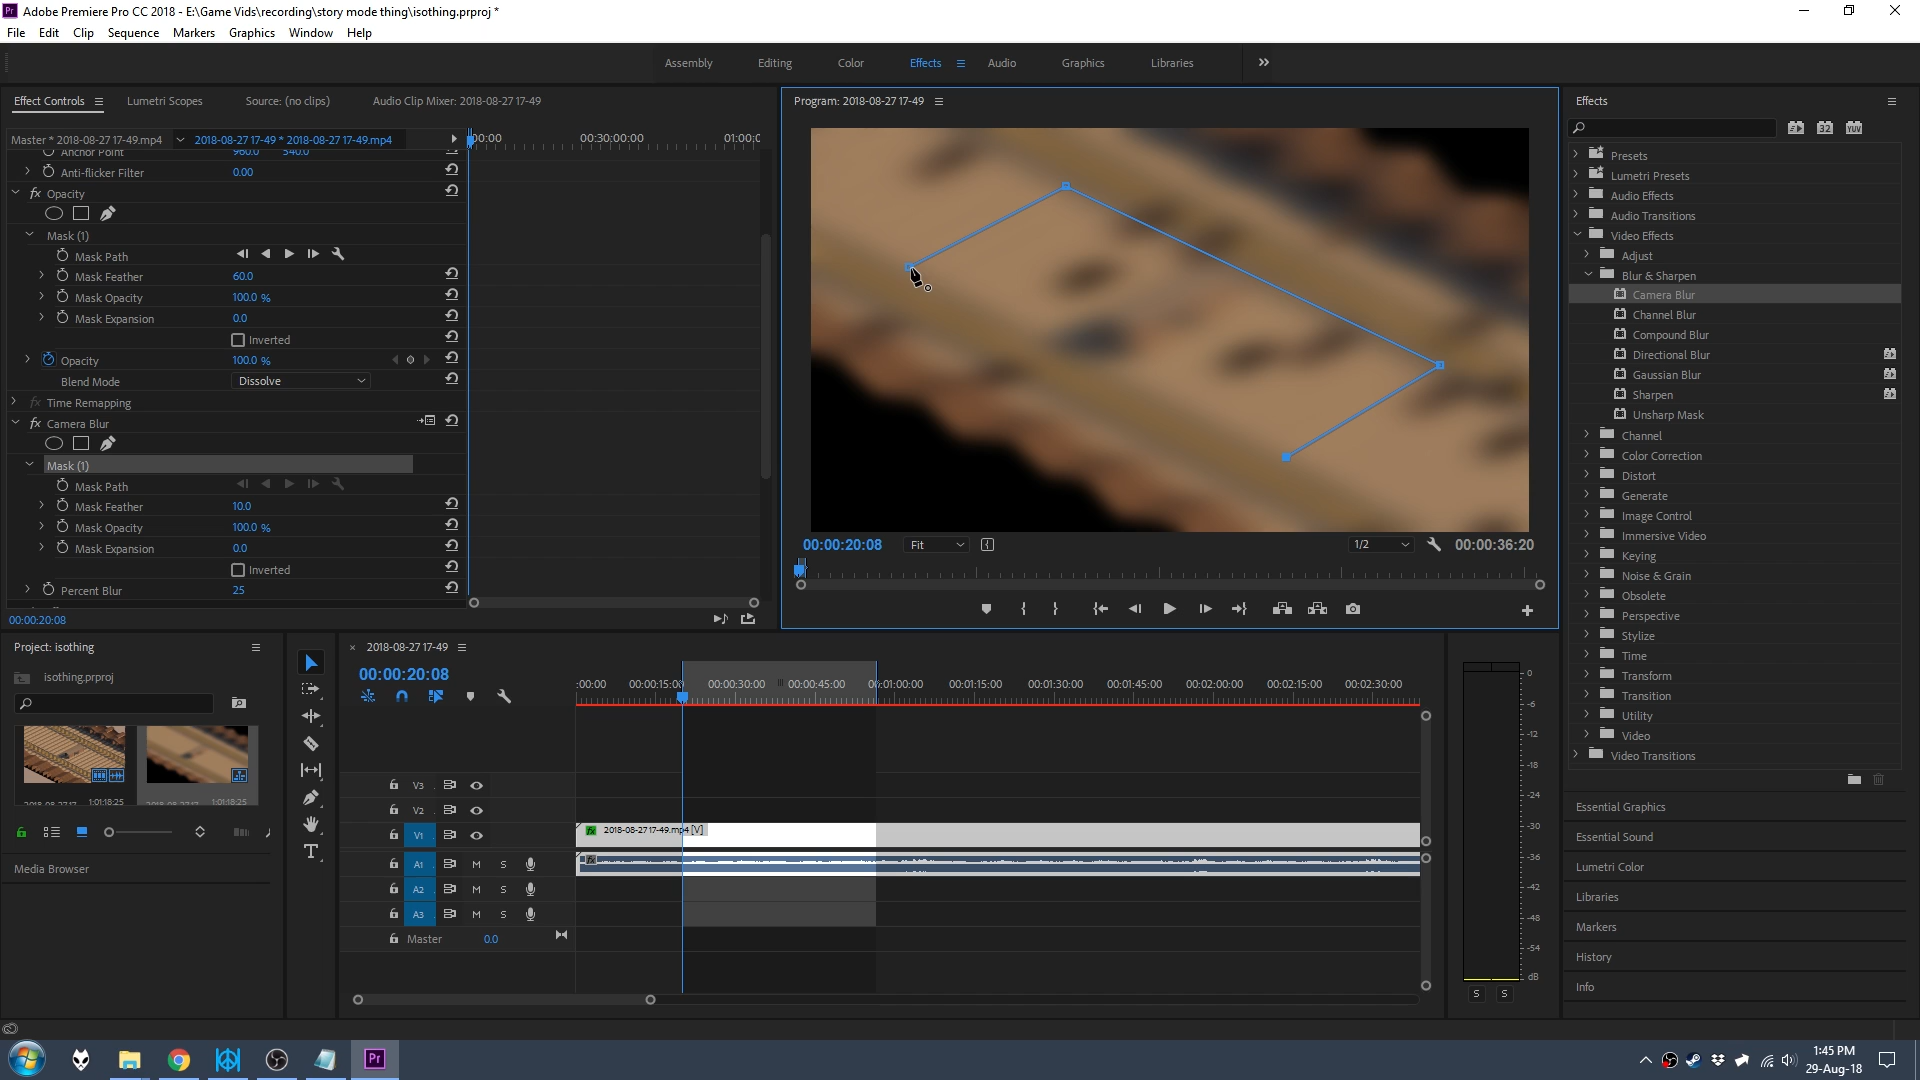 Adobe Premiere Pro CC 2018 - E:\Game Vids\recording\story mode thing\isothing.prproj *
File Edit Clip Sequence Markers Graphics Window Help
Assembly Editing Color Effects Audio Graphics Libraries
Effect Controls Lumetri Scopes Source: (no clips) Audio Clip Mixer: 2018-08-27 17-49
Master * 2018-08-27 17-49.mp4 2018-08-27 17-49 * 2018-08-27 17-49.mp4
00:00 00:30:00:00 01:00:0
Anchor Point 960.0 540.0
Anti-flicker Filter 0.00
fx Opacity
Mask (1)
Mask Path
Mask Feather 60.0
Mask Opacity 100.0 %
Mask Expansion 0.0
Inverted
Opacity 100.0 %
Blend Mode Dissolve
fx Time Remapping
fx Camera Blur
Mask (1)
Mask Path
Mask Feather 10.0
Mask Opacity 100.0 %
Mask Expansion 0.0
Inverted
Percent Blur 25
00:00:20:08
Program: 2018-08-27 17-49
00:00:20:08 Fit 1/2 00:00:36:20
Effects
32 YUV
Presets
Lumetri Presets
Audio Effects
Audio Transitions
Video Effects
Adjust
Blur & Sharpen
Camera Blur
Channel Blur
Compound Blur
Directional Blur
Gaussian Blur
Sharpen
Unsharp Mask
Channel
Color Correction
Distort
Generate
Image Control
Immersive Video
Keying
Noise & Grain
Obsolete
Perspective
Stylize
Time
Transform
Transition
Utility
Video
Video Transitions
Essential Graphics
Essential Sound
Lumetri Color
Libraries
Markers
History
Info
Project: isothing
isothing.prproj
1:01:18:25 1:01:18:25
Media Browser
2018-08-27 17-49
00:00:20:08
:00:00 00:00:15:00 00:00:30:00 00:00:45:00 00:01:00:00 00:01:15:00 00:01:30:00 00:01:45:00 00:02:00:00 00:02:15:00 00:02:30:00
V3
V2
V1 fx 2018-08-27 17-49.mp4 [V]
A1 M S fx
A2 M S
A3 M S
Master 0.0
0
-6
-12
-18
-24
-30
-36
-42
-48
-54
dB
S S
Pr
1:45 PM
29-Aug-18